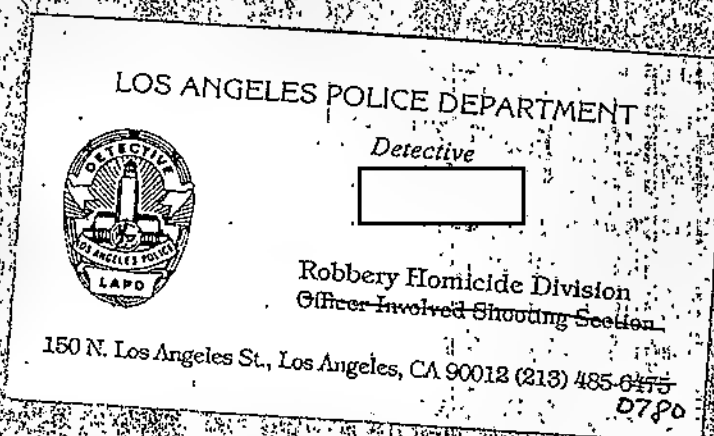 LOS ANGELES POLICE DEPARTMENT
Detective
DETECTIVE
LOS ANGELES POLICE
LAPD
Robbery Homicide Division
Officer Involved Shooting Section
150 N. Los Angeles St., Los Angeles, CA 90012 (213) 485-6475
0780